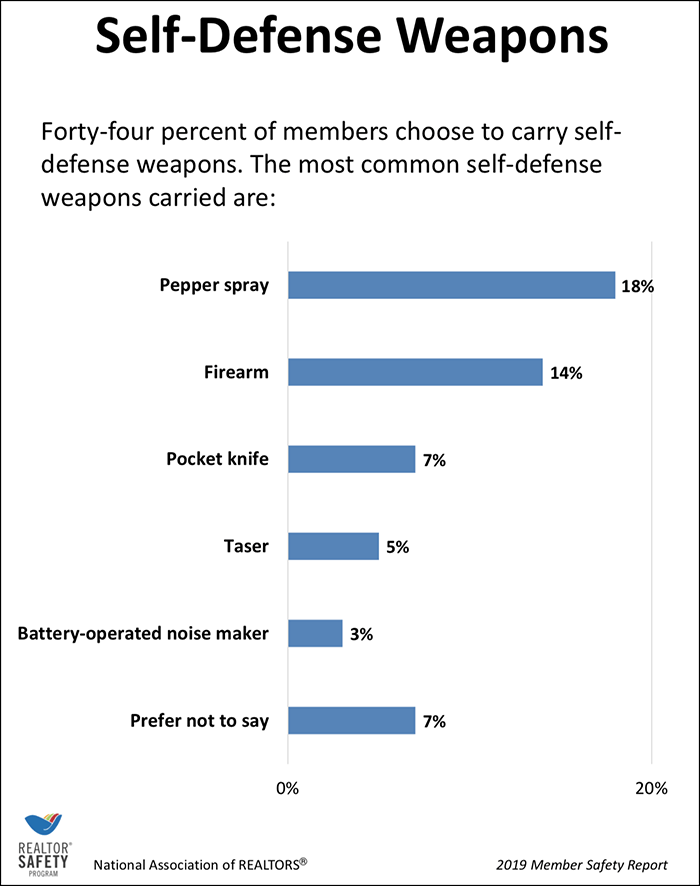 Self-Defense Weapons
Forty-four percent of members choose to carry self-
defense weapons. The most common self-defense
weapons carried are:
Pepper spray 18%
Firearm 14%
Pocket knife 7%
Taser 5%
Battery-operated noise maker 3%
Prefer not to say 7%
0% 20%
REALTOR®
SAFETY
PROGRAM
National Association of REALTORS®
2019 Member Safety Report